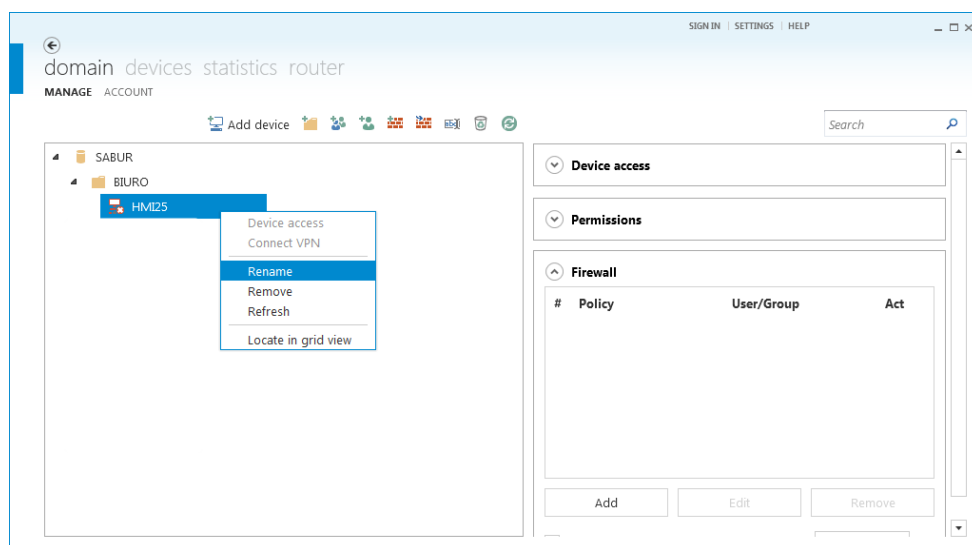 SIGN IN SETTINGS HELP
domain devices statistics router
MANAGE ACCOUNT
Add device
Search
SABUR
BIURO
HMI25
Device access
Connect VPN
Rename
Remove
Refresh
Locate in grid view
Device access
Permissions
Firewall
# Policy User/Group Act
Add Edit Remove